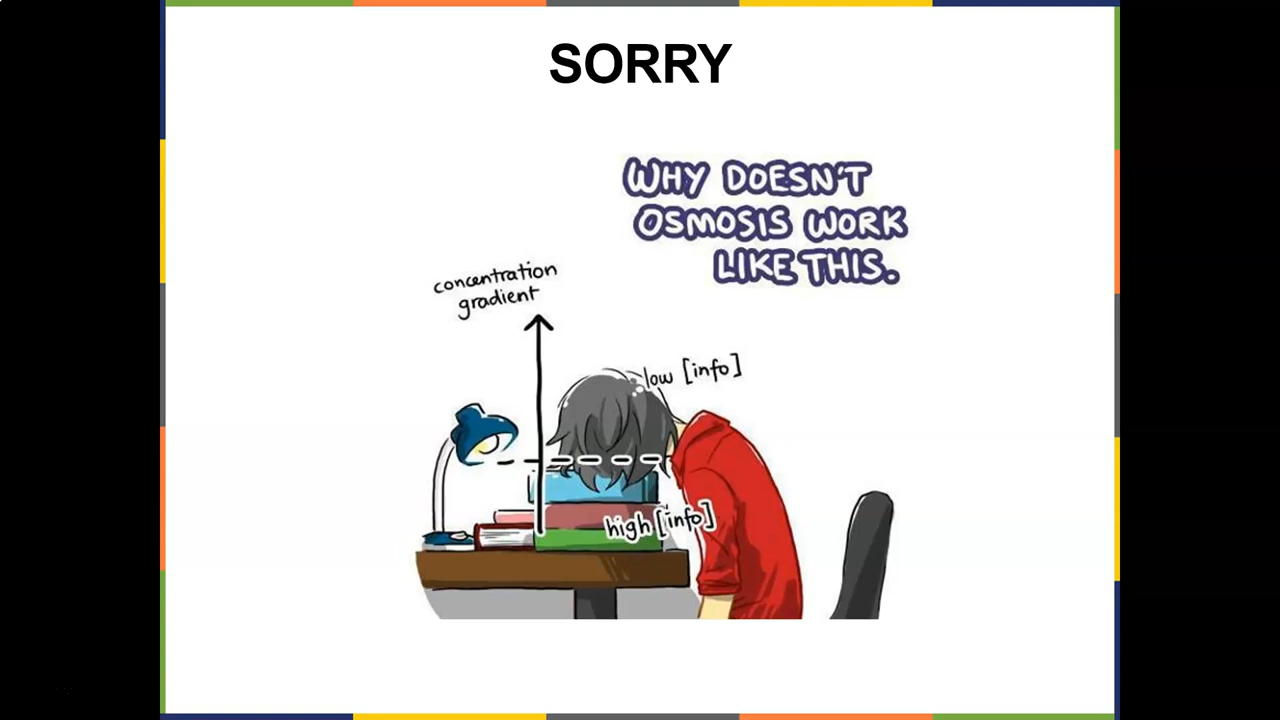 SORRY
WHY DOESN'T
OSMOSIS WORK
LIKE THIS.
concentration
gradient
low [info]
high [info]